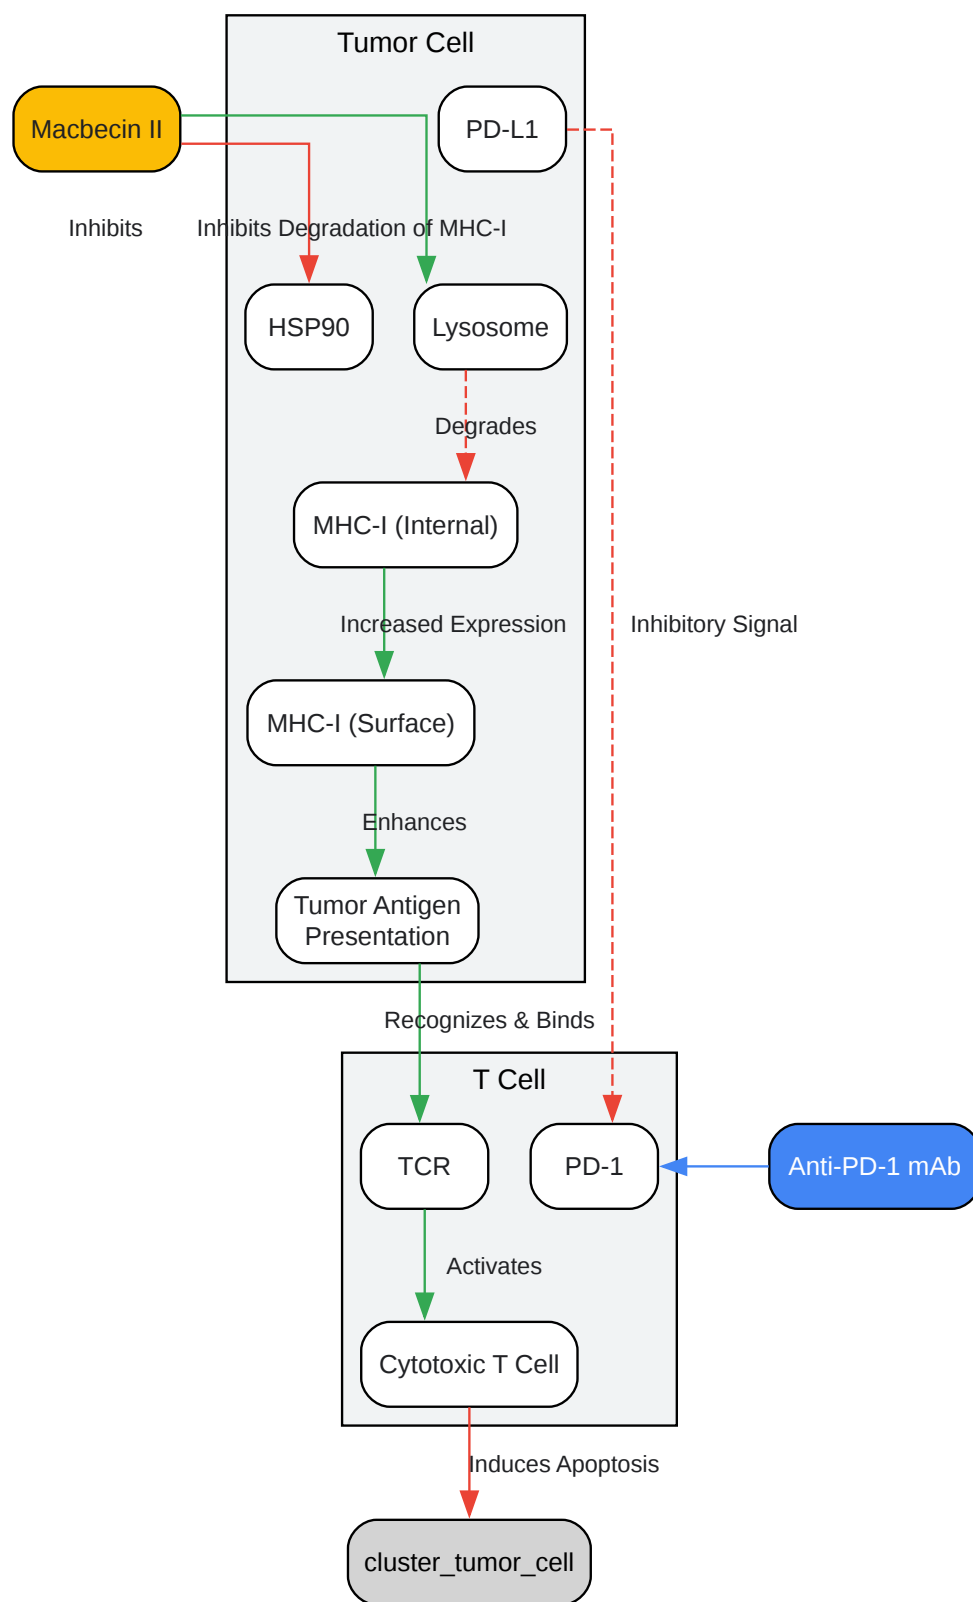 Tumor Cell
Macbecin II
PD-L1
Inhibits
Inhibits Degradation of MHC-I
HSP90
Lysosome
Degrades
MHC-I (Internal)
Increased Expression
Inhibitory Signal
MHC-I (Surface)
Enhances
Tumor Antigen
Presentation
Recognizes & Binds
T Cell
TCR
PD-1
Anti-PD-1 mAb
Activates
Cytotoxic T Cell
Induces Apoptosis
cluster_tumor_cell